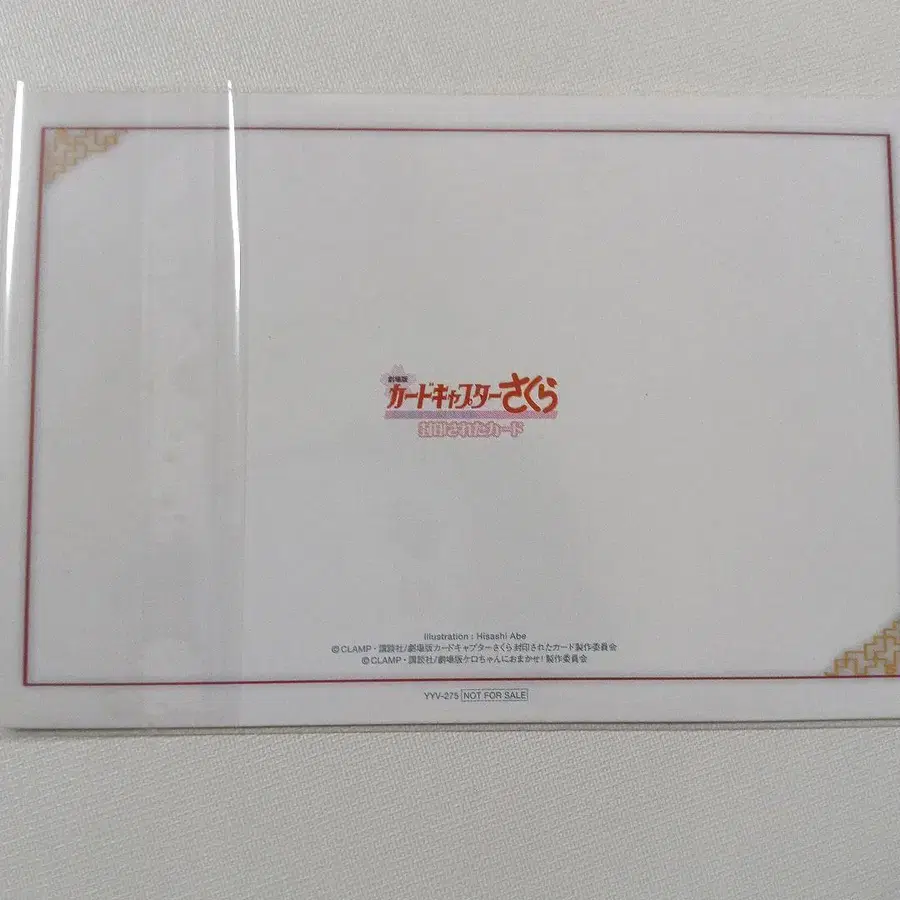 劇場版
カードキャプターさくら
封印されたカード
Illustration : Hisashi Abe
©CLAMP・講談社/劇場版カードキャプターさくら封印されたカード製作委員会
©CLAMP・講談社/劇場版ケロちゃんにおまかせ!製作委員会
YYV-275 NOT FOR SALE